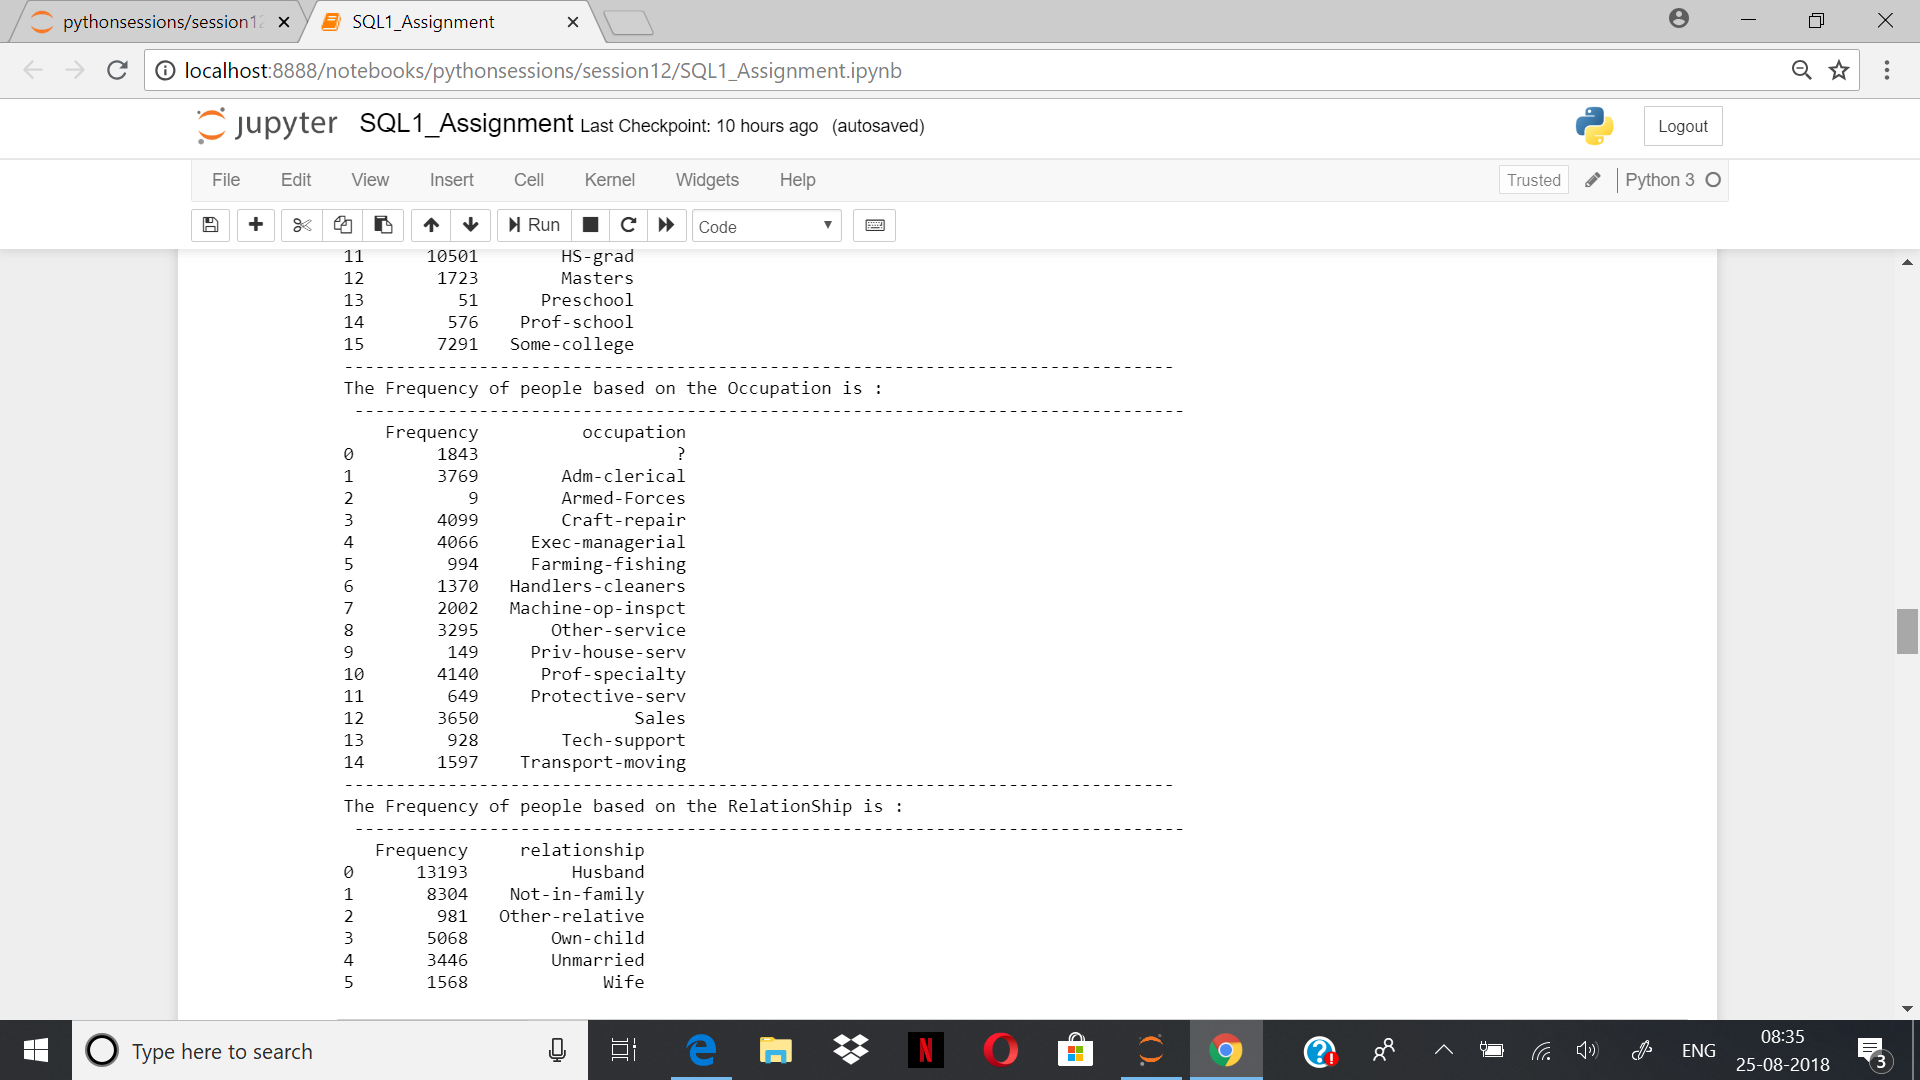 pythonsessions/session12
SQL1_Assignment
localhost:8888/notebooks/pythonsessions/session12/SQL1_Assignment.ipynb
jupyter SQL1_Assignment Last Checkpoint: 10 hours ago (autosaved)
Logout
File Edit View Insert Cell Kernel Widgets Help
Trusted Python 3
Run Code
11 10501 HS-grad
12 1723 Masters
13 51 Preschool
14 576 Prof-school
15 7291 Some-college
--------------------------------------------------------------------------------
The Frequency of people based on the Occupation is :
--------------------------------------------------------------------------------
Frequency occupation
0 1843 ?
1 3769 Adm-clerical
2 9 Armed-Forces
3 4099 Craft-repair
4 4066 Exec-managerial
5 994 Farming-fishing
6 1370 Handlers-cleaners
7 2002 Machine-op-inspct
8 3295 Other-service
9 149 Priv-house-serv
10 4140 Prof-specialty
11 649 Protective-serv
12 3650 Sales
13 928 Tech-support
14 1597 Transport-moving
--------------------------------------------------------------------------------
The Frequency of people based on the RelationShip is :
--------------------------------------------------------------------------------
Frequency relationship
0 13193 Husband
1 8304 Not-in-family
2 981 Other-relative
3 5068 Own-child
4 3446 Unmarried
5 1568 Wife
Type here to search
N
ENG
08:35
25-08-2018
3